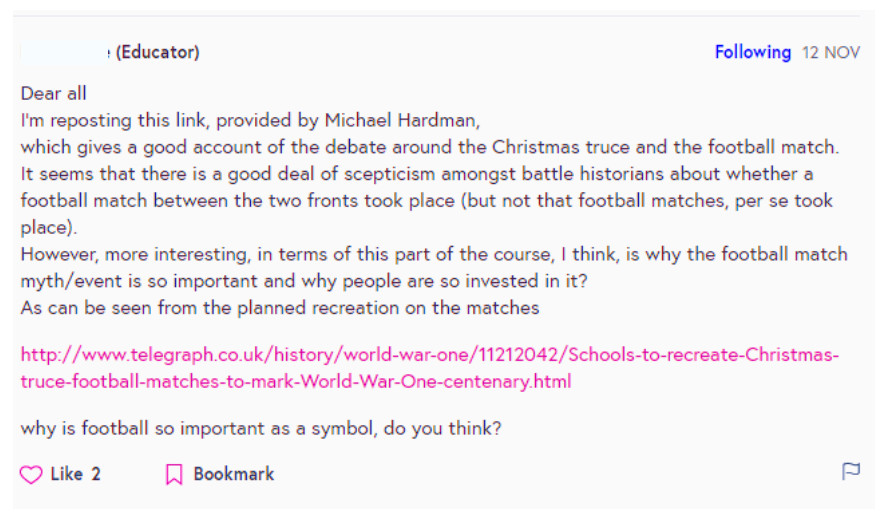 (Educator) Following 12 NOV
Dear all
I'm reposting this link, provided by Michael Hardman,
which gives a good account of the debate around the Christmas truce and the football match.
It seems that there is a good deal of scepticism amongst battle historians about whether a
football match between the two fronts took place (but not that football matches, per se took
place).
However, more interesting, in terms of this part of the course, I think, is why the football match
myth/event is so important and why people are so invested in it?
As can be seen from the planned recreation on the matches
http://www.telegraph.co.uk/history/world-war-one/11212042/Schools-to-recreate-Christmas-
truce-football-matches-to-mark-World-War-One-centenary.html
why is football so important as a symbol, do you think?
Like 2 Bookmark